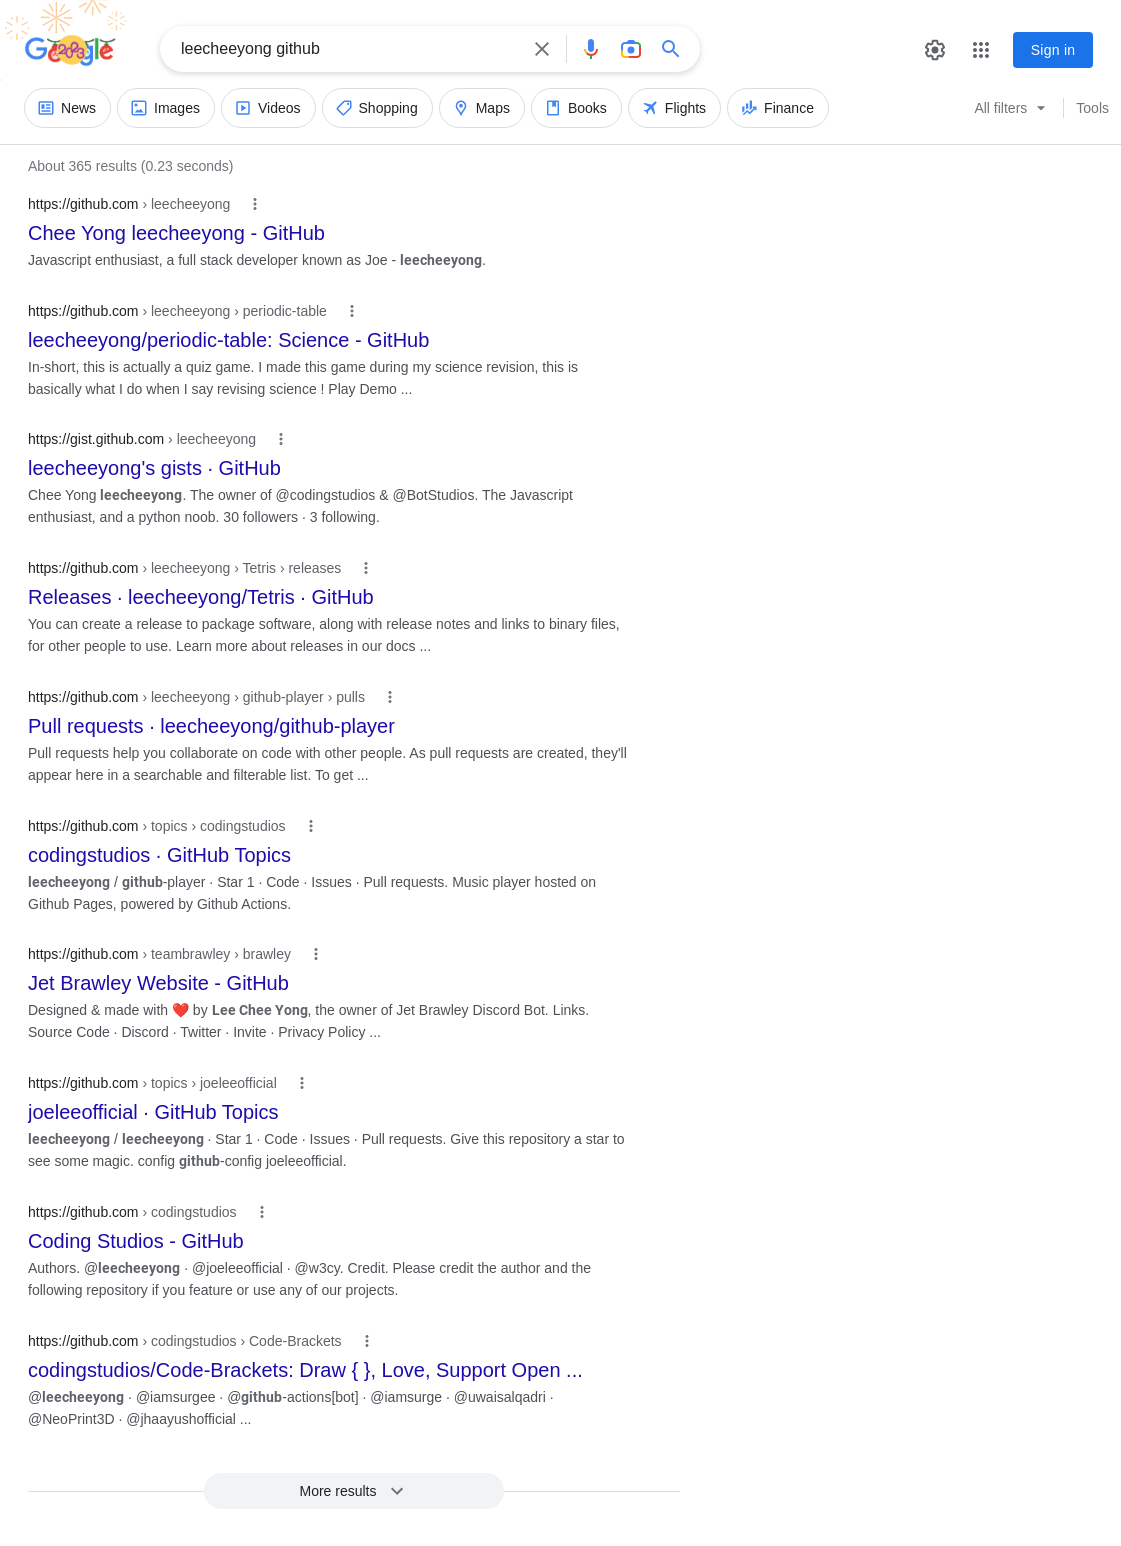 Google
leecheeyong github
Sign in
News Images Videos Shopping Maps Books Flights Finance All filters Tools
About 365 results (0.23 seconds)
https://github.com › leecheeyong
Chee Yong leecheeyong - GitHub
Javascript enthusiast, a full stack developer known as Joe - leecheeyong.
https://github.com › leecheeyong › periodic-table
leecheeyong/periodic-table: Science - GitHub
In-short, this is actually a quiz game. I made this game during my science revision, this is
basically what I do when I say revising science ! Play Demo ...
https://gist.github.com › leecheeyong
leecheeyong's gists · GitHub
Chee Yong leecheeyong. The owner of @codingstudios & @BotStudios. The Javascript
enthusiast, and a python noob. 30 followers · 3 following.
https://github.com › leecheeyong › Tetris › releases
Releases · leecheeyong/Tetris · GitHub
You can create a release to package software, along with release notes and links to binary files,
for other people to use. Learn more about releases in our docs ...
https://github.com › leecheeyong › github-player › pulls
Pull requests · leecheeyong/github-player
Pull requests help you collaborate on code with other people. As pull requests are created, they'll
appear here in a searchable and filterable list. To get ...
https://github.com › topics › codingstudios
codingstudios · GitHub Topics
leecheeyong / github-player · Star 1 · Code · Issues · Pull requests. Music player hosted on
Github Pages, powered by Github Actions.
https://github.com › teambrawley › brawley
Jet Brawley Website - GitHub
Designed & made with ❤️ by Lee Chee Yong, the owner of Jet Brawley Discord Bot. Links.
Source Code · Discord · Twitter · Invite · Privacy Policy ...
https://github.com › topics › joeleeofficial
joeleeofficial · GitHub Topics
leecheeyong / leecheeyong · Star 1 · Code · Issues · Pull requests. Give this repository a star to
see some magic. config github-config joeleeofficial.
https://github.com › codingstudios
Coding Studios - GitHub
Authors. @leecheeyong · @joeleeofficial · @w3cy. Credit. Please credit the author and the
following repository if you feature or use any of our projects.
https://github.com › codingstudios › Code-Brackets
codingstudios/Code-Brackets: Draw { }, Love, Support Open ...
@leecheeyong · @iamsurgee · @github-actions[bot] · @iamsurge · @uwaisalqadri ·
@NeoPrint3D · @jhaayushofficial ...
More results